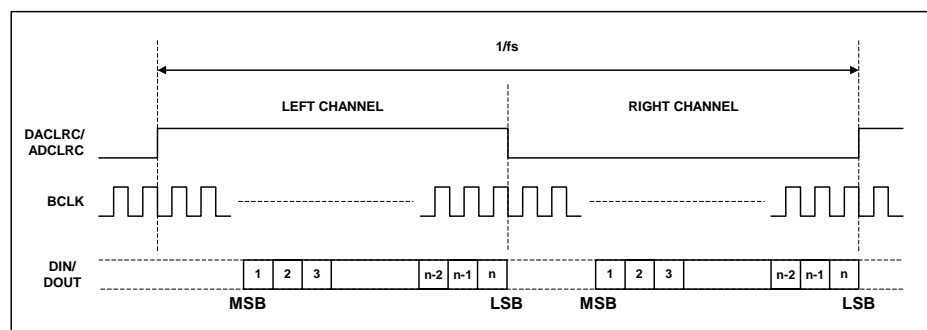 1/fs
LEFT CHANNEL
RIGHT CHANNEL
DACLRC/
ADCLRC
BCLK
DIN/
DOUT
1 2 3 n-2 n-1 n 1 2 3 n-2 n-1 n
MSB LSB MSB LSB